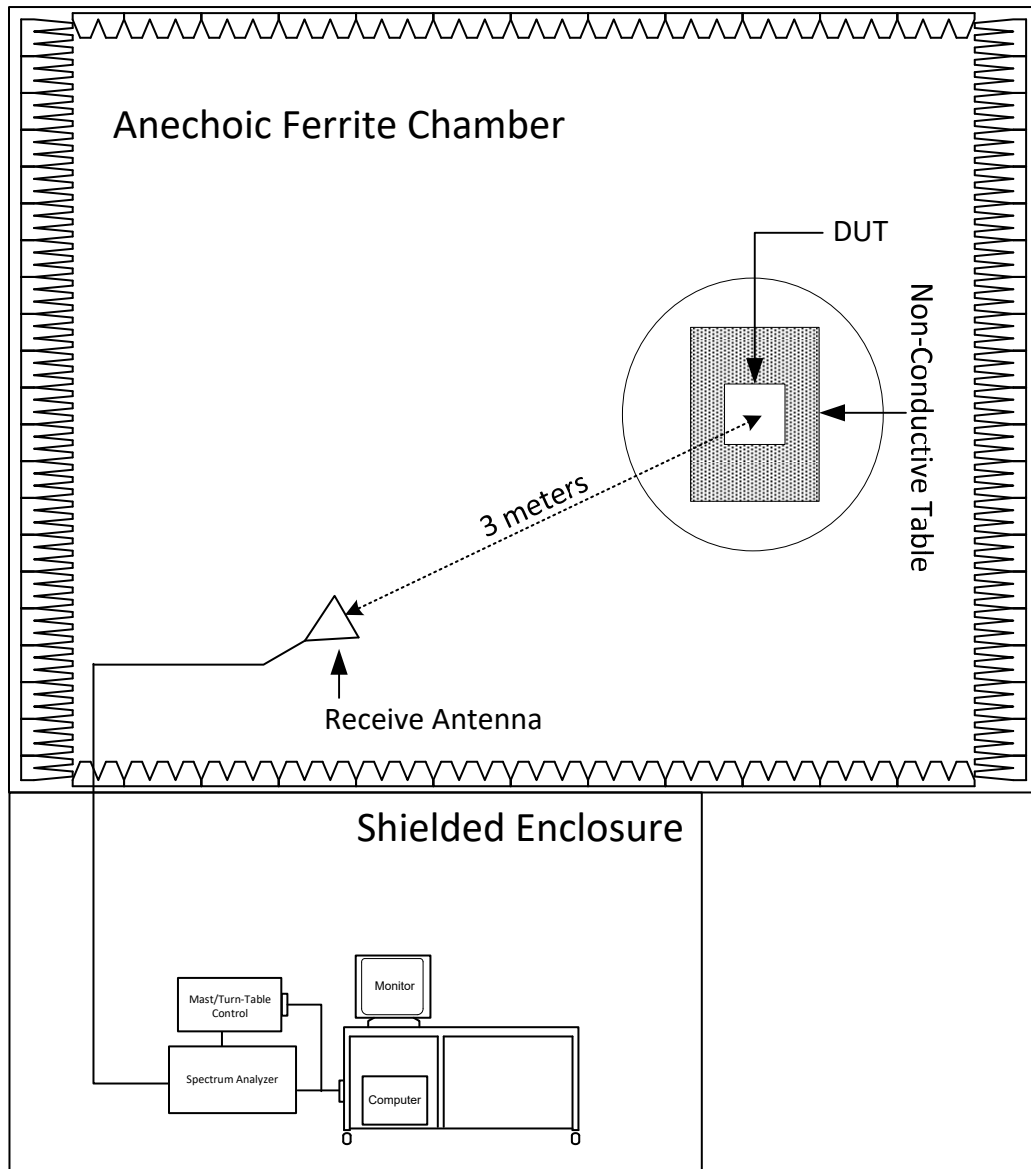 Anechoic Ferrite Chamber
DUT
Non-Conductive Table
3 meters
Receive Antenna
Shielded Enclosure
Monitor
Mast/Turn-Table
Control
Spectrum Analyzer
Computer